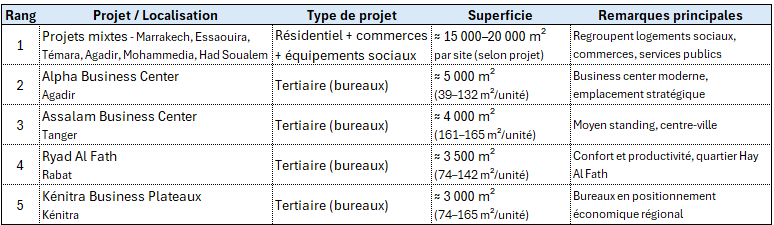 Rang Projet / Localisation Type de projet Superficie Remarques principales
1 Projets mixtes - Marrakech, Essaouira, Résidentiel + commerces ≈ 15 000–20 000 m² Regroupent logements sociaux,
Témara, Agadir, Mohammedia, Had Soualem + équipements sociaux par site (selon projet) commerces, services publics
2 Alpha Business Center Tertiaire (bureaux) ≈ 5 000 m² Business center moderne,
Agadir (39–132 m²/unité) emplacement stratégique
3 Assalam Business Center Tertiaire (bureaux) ≈ 4 000 m² Moyen standing, centre-ville
Tanger (161–165 m²/unité)
4 Ryad Al Fath Tertiaire (bureaux) ≈ 3 500 m² Confort et productivité, quartier Hay
Rabat (74–142 m²/unité) Al Fath
5 Kénitra Business Plateaux Tertiaire (bureaux) ≈ 3 000 m² Bureaux en positionnement
Kénitra (74–165 m²/unité) économique régional